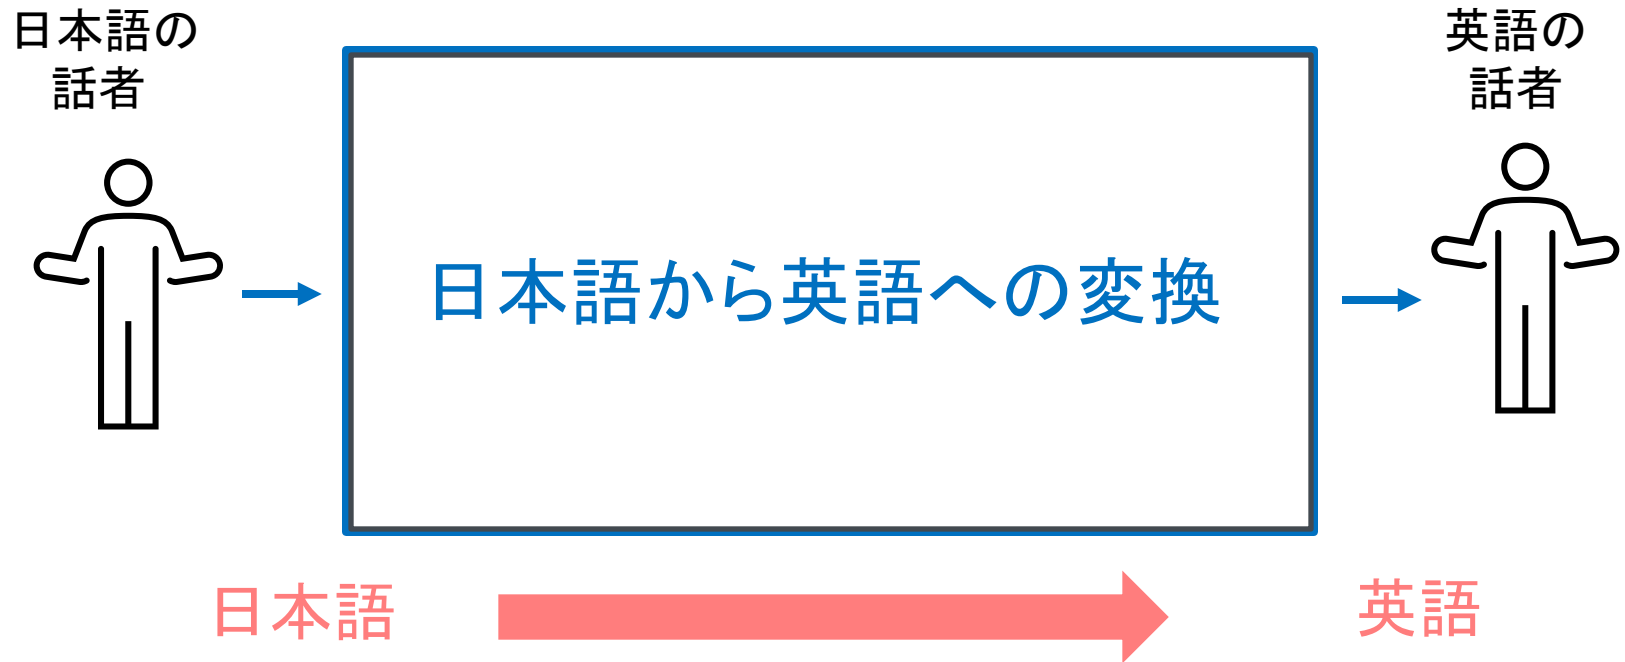 日本語の
話者
英語の
話者
日本語から英語への変換
日本語
英語